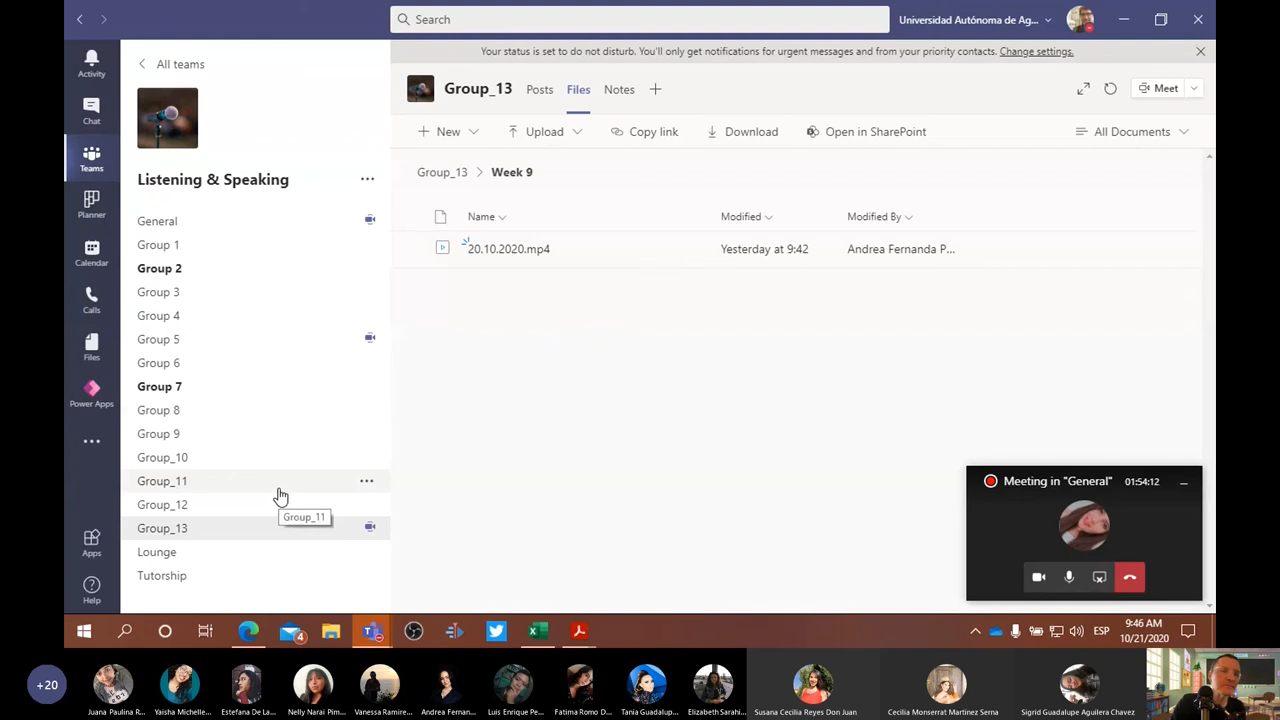 Search
Universidad Autónoma de Ag...
Your status is set to do not disturb. You'll only get notifications for urgent messages and from your priority contacts. Change settings.
Activity
Chat
Teams
Planner
Calendar
Calls
Files
Power Apps
Apps
Help
All teams
Listening & Speaking
General
Group 1
Group 2
Group 3
Group 4
Group 5
Group 6
Group 7
Group 8
Group 9
Group_10
Group_11
Group_12
Group_11
Group_13
Lounge
Tutorship
Group_13 Posts Files Notes
Meet
New Upload Copy link Download Open in SharePoint All Documents
Group_13 > Week 9
Name Modified Modified By
20.10.2020.mp4 Yesterday at 9:42 Andrea Fernanda P...
Meeting in "General" 01:54:12
4
ESP
9:46 AM
10/21/2020
+20
Juana Paulina R... Yaisha Michelle... Estefana De La... Nelly Narai Pim... Vanessa Ramire... Andrea Fernan... Luis Enrique Pe... Fatima Romo D... Tania Guadalup... Elizabeth Sarahi... Susana Cecilia Reyes Don Juan Cecilia Monserrat Martinez Serna Sigrid Guadalupe Aguilera Chavez